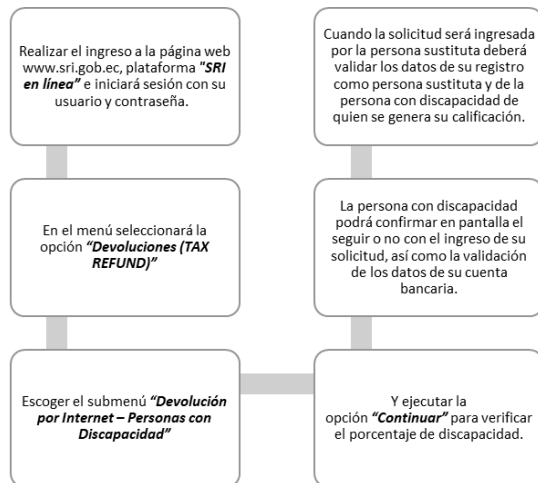 Realizar el ingreso a la página web
www.sri.gob.ec, plataforma "SRI
en línea" e iniciará sesión con su
usuario y contraseña.
En el menú seleccionará la
opción “Devoluciones (TAX
REFUND)”
Escoger el submenú “Devolución
por Internet – Personas con
Discapacidad”
Y ejecutar la
opción “Continuar” para verificar
el porcentaje de discapacidad.
La persona con discapacidad
podrá confirmar en pantalla el
seguir o no con el ingreso de su
solicitud, así como la validación
de los datos de su cuenta
bancaria.
Cuando la solicitud será ingresada
por la persona sustituta deberá
validar los datos de su registro
como persona sustituta y de la
persona con discapacidad de
quien se genera su calificación.